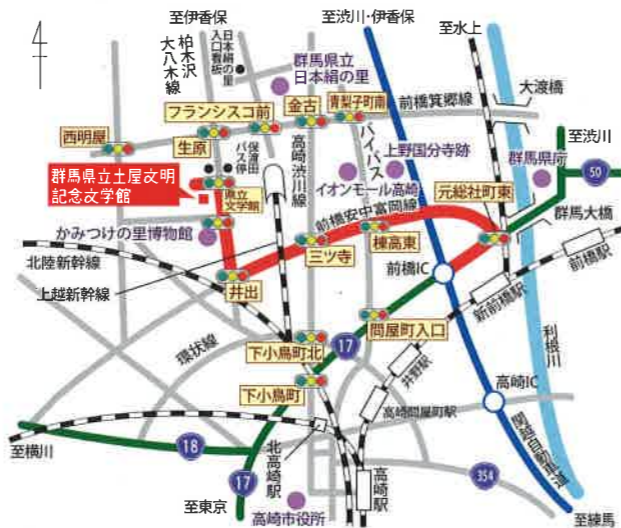 至伊香保
至渋川・伊香保
至水上
柏木沢
大八木線
日本絹の里
入口看板
群馬県立
日本絹の里
大渡橋
フランシスコ前
金古
青梨子町南
前橋箕郷線
至渋川
西明屋
生原
保渡田
バス停
高崎渋川線
バイパス
上野国分寺跡
群馬県庁
50
群馬県立土屋文明
記念文学館
県立
文学館
イオンモール高崎
元総社町東
前橋安中富岡線
群馬大橋
かみつけの里博物館
三ツ寺
棟高東
前橋IC
前橋駅
北陸新幹線
上越新幹線
井出
新前橋駅
利根川
環状線
下小鳥町北
17
問屋町入口
井野駅
下小鳥町
高崎IC
高崎問屋町駅
関越自動車道
至横川
18
17
北高崎駅
高崎駅
354
至東京
高崎市役所
至練馬